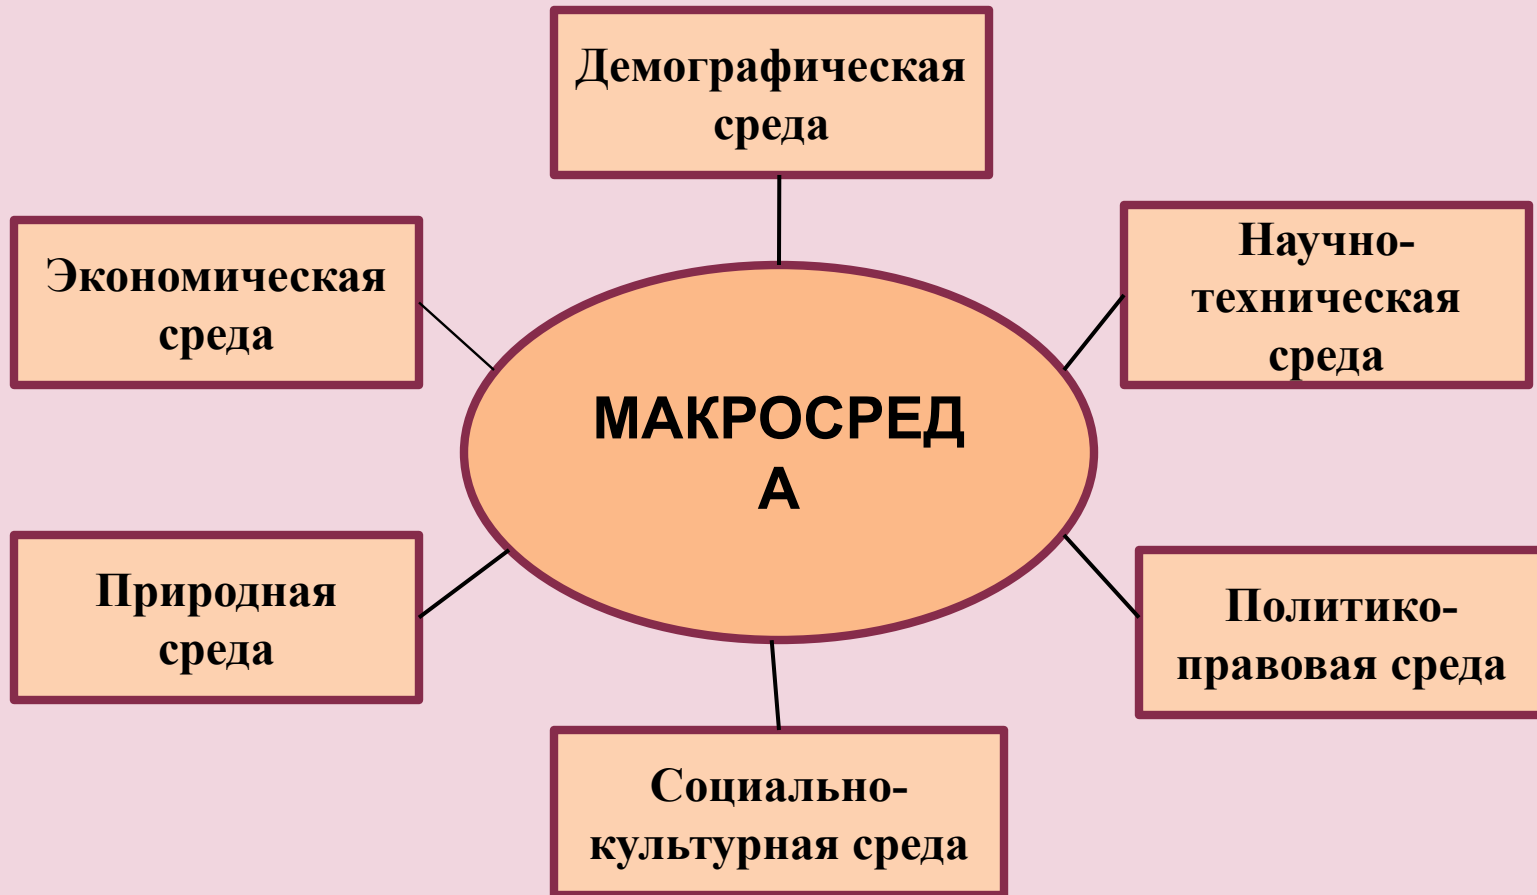 Демографическая
среда
Экономическая
среда
Научно-
техническая
среда
МАКРОСРЕД
А
Природная
среда
Политико-
правовая среда
Социально-
культурная среда